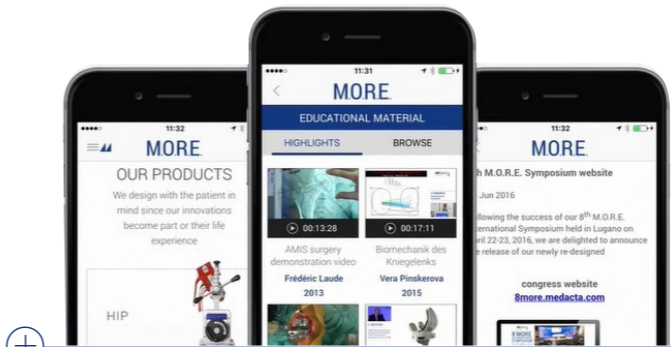 11:32
M.O.R.E.
OUR PRODUCTS
We design with the patient in
mind since our innovations
become part or their life
experience
HIP
11:31
M.O.R.E.
EDUCATIONAL MATERIAL
HIGHLIGHTS
BROWSE
00:13:28
00:17:11
AMIS surgery
demonstration video
Frédéric Laude
2013
Biomechanik des
Kniegelenks
Vera Pinskerova
2015
11:32
M.O.R.E.
M.O.R.E. Symposium website
Jun 2016
llowing the success of our 8th M.O.R.E.
ternational Symposium held in Lugano on
ril 22-23, 2016, we are delighted to announce
e release of our newly re-designed
congress website
8more.medacta.com